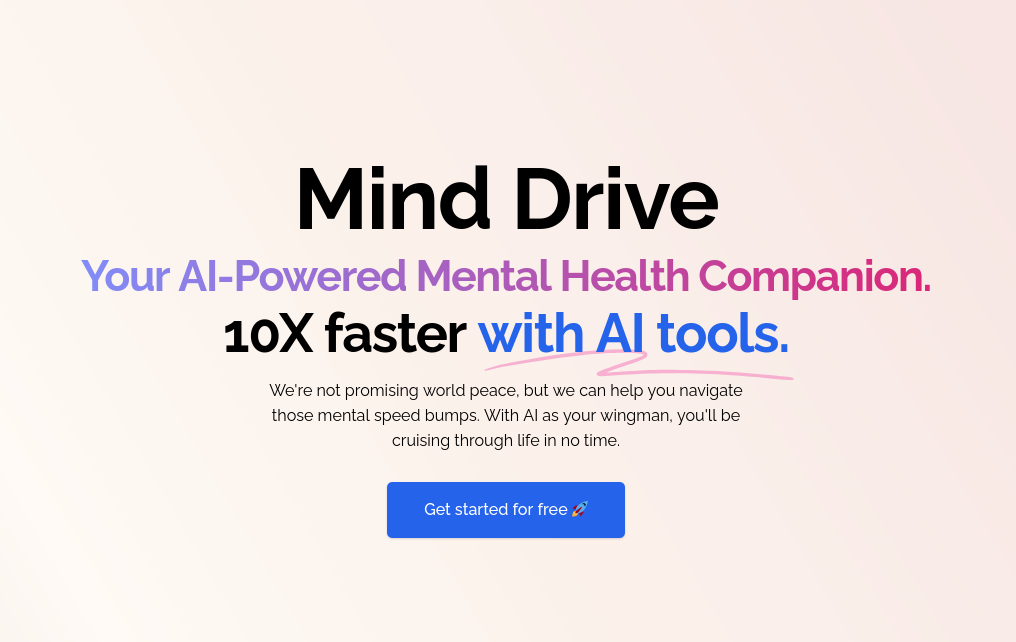 Mind Drive
Your AI-Powered Mental Health Companion.
10X faster with AI tools.
We're not promising world peace, but we can help you navigate
those mental speed bumps. With AI as your wingman, you'll be
cruising through life in no time.
Get started for free 🚀